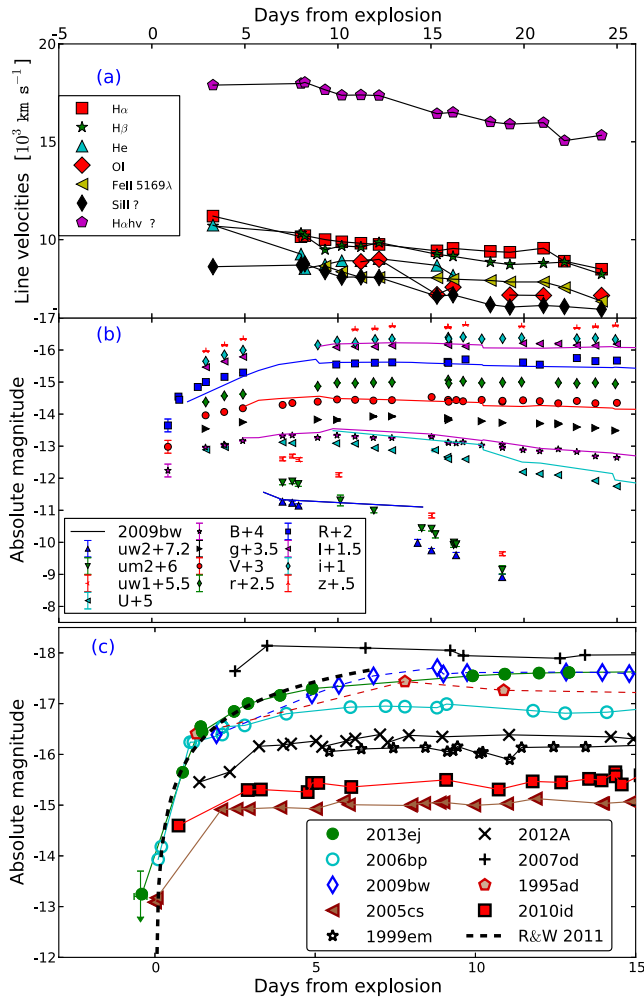 Days from explosion
−5 0 5 10 15 20 25
20
15
10
Line velocities [10³ km s⁻¹]
(a)
Hα
Hβ
He
OI
FeII 5169λ
SiII ?
Hαhv ?
-17
-16
-15
-14
-13
-12
-11
-10
-9
-8
Absolute magnitude
(b)
2009bw
uw2+7.2
um2+6
uw1+5.5
U+5
B+4
g+3.5
V+3
r+2.5
R+2
I+1.5
i+1
z+.5
-18
-17
-16
-15
-14
-13
-12
Absolute magnitude
(c)
2013ej
2006bp
2009bw
2005cs
1999em
2012A
2007od
1995ad
2010id
R&W 2011
0 5 10 15
Days from explosion